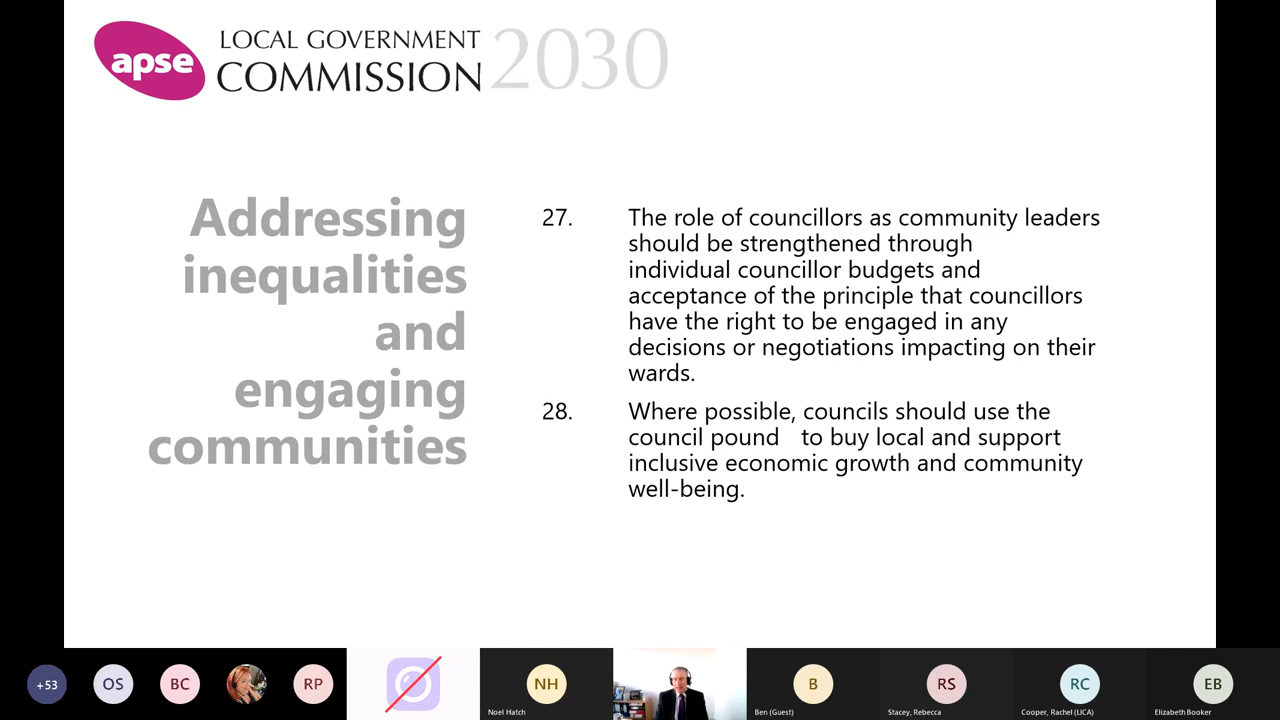 apse
LOCAL GOVERNMENT
COMMISSION 2030
Addressing
inequalities
and
engaging
communities
27. The role of councillors as community leaders
should be strengthened through
individual councillor budgets and
acceptance of the principle that councillors
have the right to be engaged in any
decisions or negotiations impacting on their
wards.
28. Where possible, councils should use the
council pound to buy local and support
inclusive economic growth and community
well-being.
+53
OS
BC
RP
NH
Noel Hatch
B
Ben (Guest)
RS
Stacey, Rebecca
RC
Cooper, Rachel (LICA)
EB
Elizabeth Booker